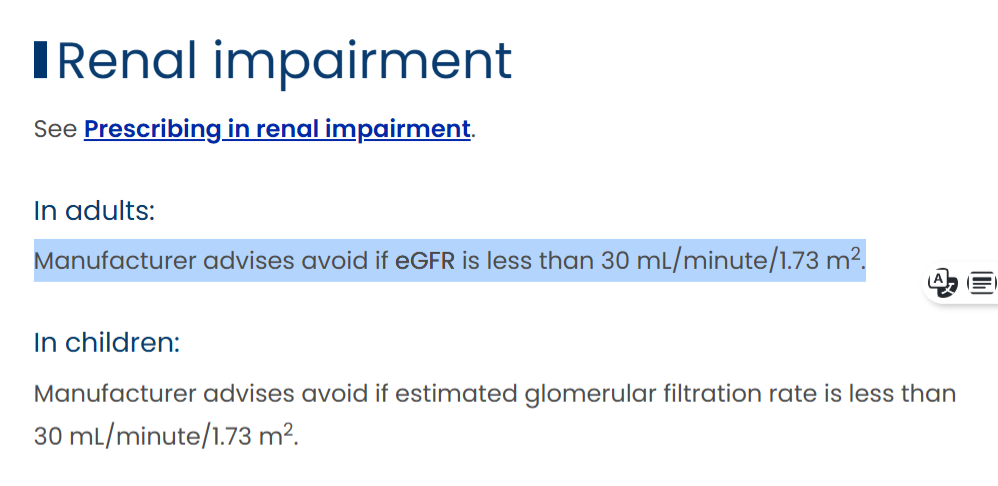 Renal impairment
See Prescribing in renal impairment.
In adults:
Manufacturer advises avoid if eGFR is less than 30 mL/minute/1.73 m².
In children:
Manufacturer advises avoid if estimated glomerular filtration rate is less than
30 mL/minute/1.73 m².